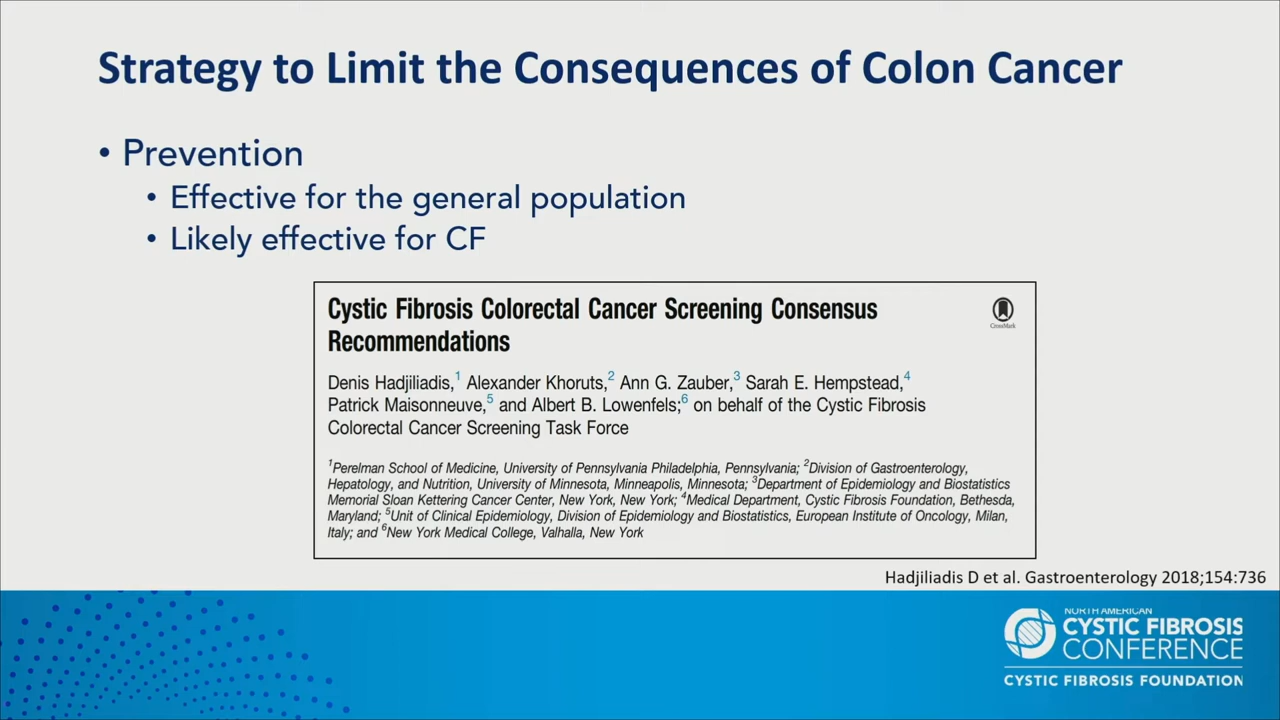 Strategy to Limit the Consequences of Colon Cancer
• Prevention
• Effective for the general population
• Likely effective for CF
Cystic Fibrosis Colorectal Cancer Screening Consensus
Recommendations
CrossMark
Denis Hadjiliadis,1 Alexander Khoruts,2 Ann G. Zauber,3 Sarah E. Hempstead,4
Patrick Maisonneuve,5 and Albert B. Lowenfels;6 on behalf of the Cystic Fibrosis
Colorectal Cancer Screening Task Force
1Perelman School of Medicine, University of Pennsylvania Philadelphia, Pennsylvania; 2Division of Gastroenterology,
Hepatology, and Nutrition, University of Minnesota, Minneapolis, Minnesota; 3Department of Epidemiology and Biostatistics
Memorial Sloan Kettering Cancer Center, New York, New York; 4Medical Department, Cystic Fibrosis Foundation, Bethesda,
Maryland; 5Unit of Clinical Epidemiology, Division of Epidemiology and Biostatistics, European Institute of Oncology, Milan,
Italy; and 6New York Medical College, Valhalla, New York
Hadjiliadis D et al. Gastroenterology 2018;154:736
NORTH AMERICAN
CYSTIC FIBROSIS
CONFERENCE
CYSTIC FIBROSIS FOUNDATION